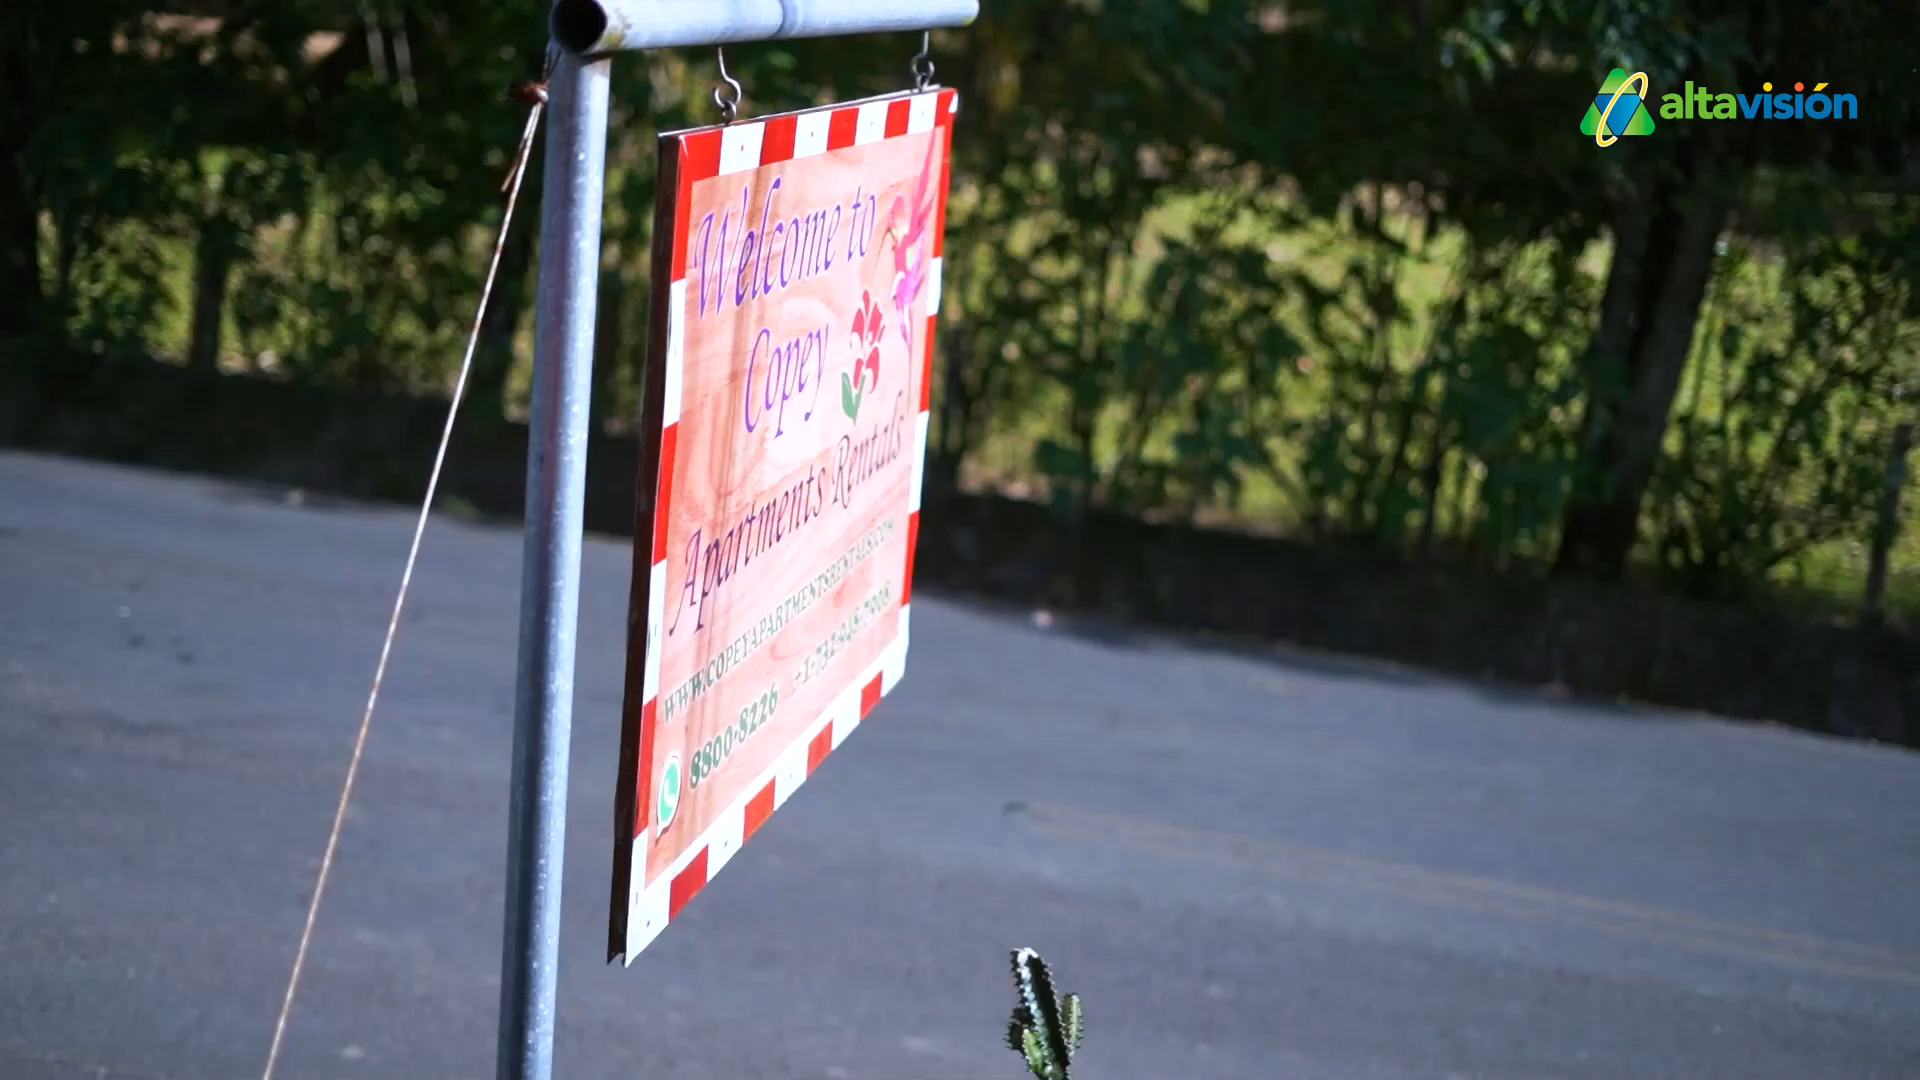 altavisión
Welcome to
Copey
Apartments Rentals
WWW.COPEYAPARTMENTSRENTALS.COM
8800-8226